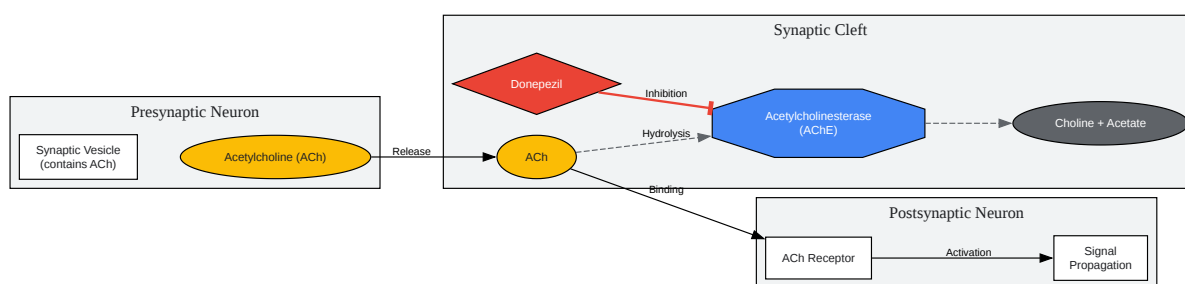 Synaptic Cleft
Donepezil
Inhibition
Acetylcholinesterase
(AChE)
Choline + Acetate
Presynaptic Neuron
Synaptic Vesicle
(contains ACh)
Acetylcholine (ACh)
Release
ACh
Hydrolysis
Binding
Postsynaptic Neuron
ACh Receptor
Activation
Signal
Propagation